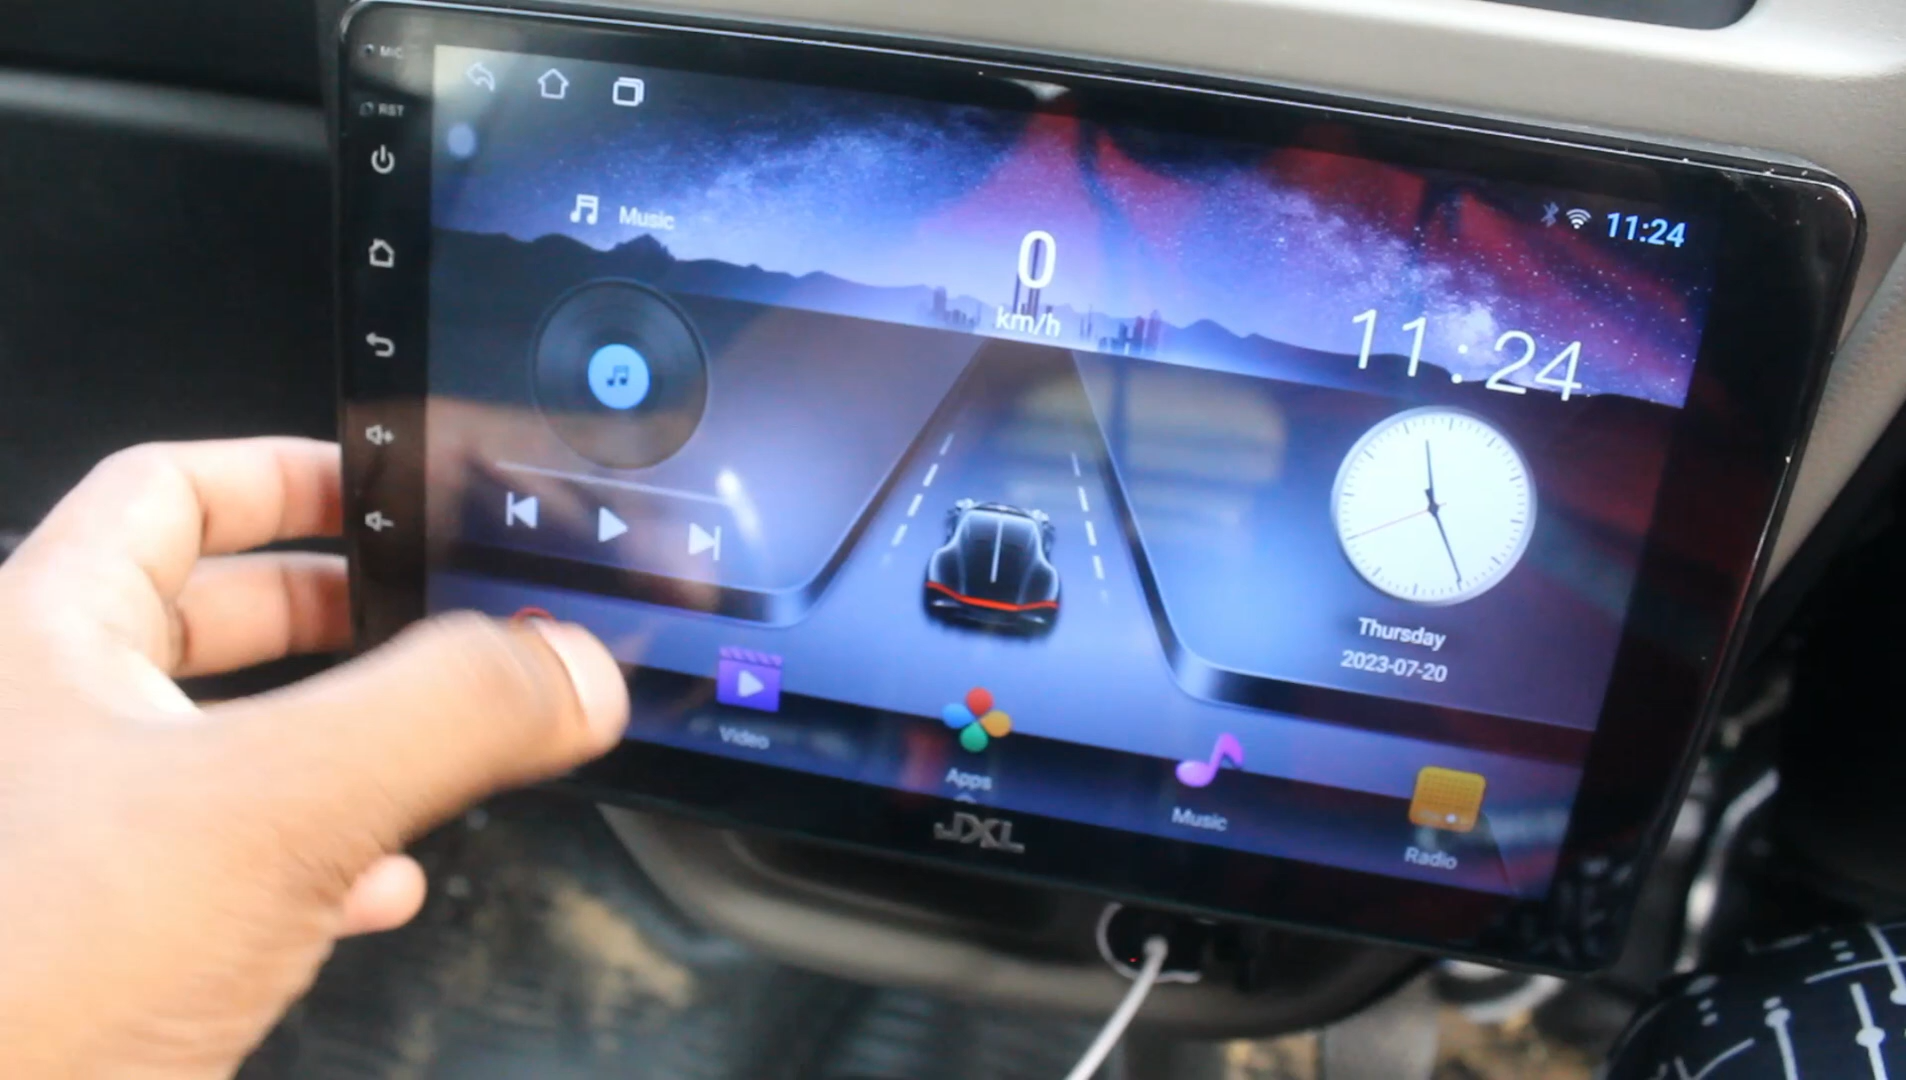 MIC
RST
Music
0
km/h
11:24
11:24
Thursday
2023-07-20
Video
Apps
Music
Radio
JXL